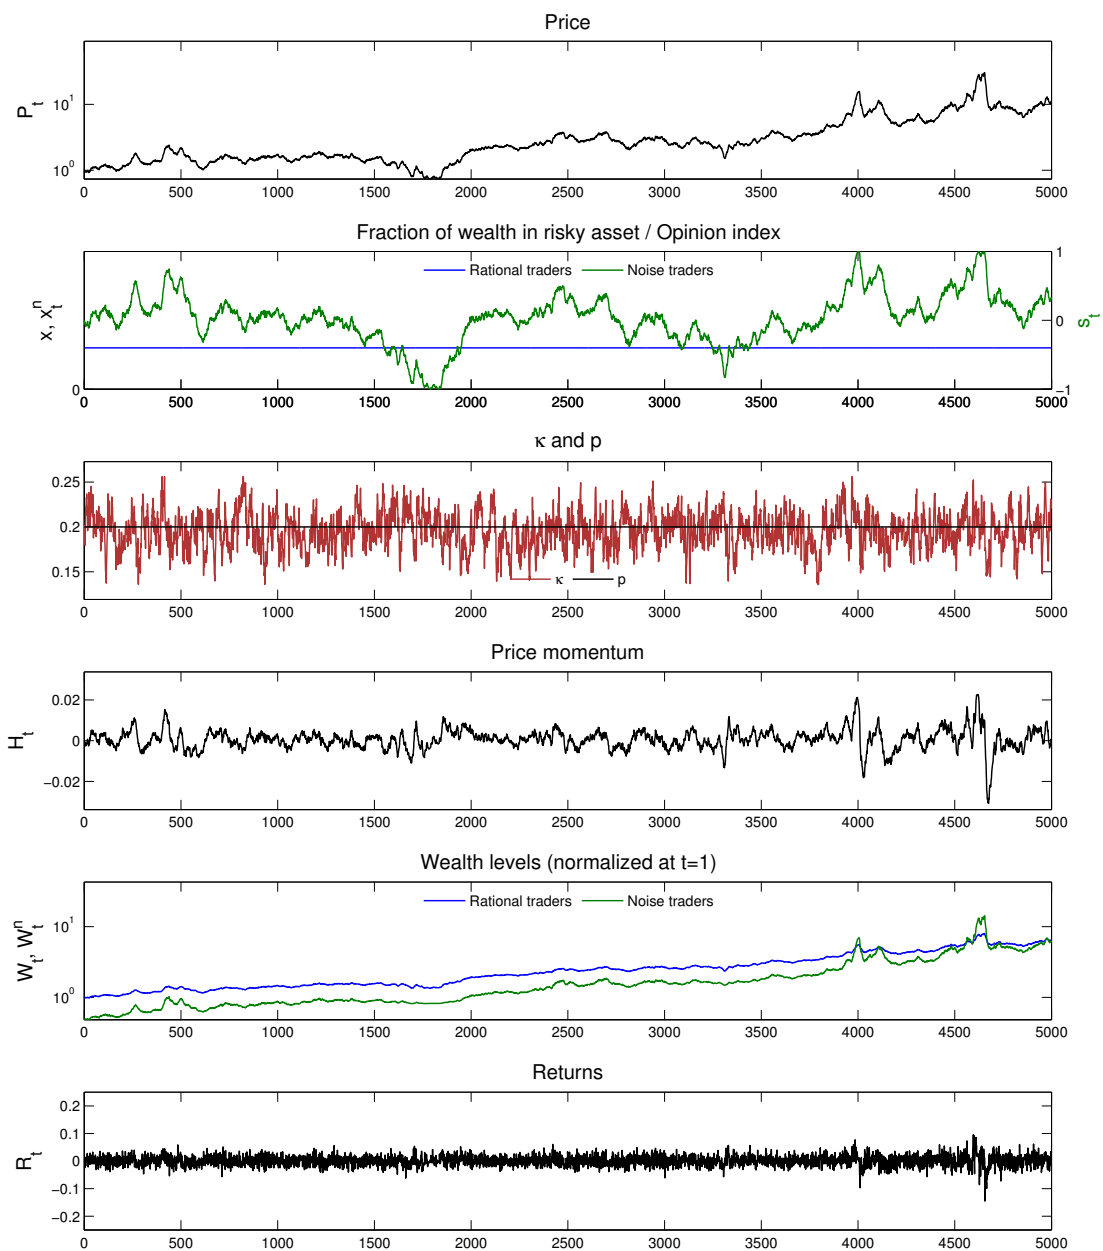 Price
P_t
10^1
10^0
0 500 1000 1500 2000 2500 3000 3500 4000 4500 5000
Fraction of wealth in risky asset / Opinion index
Rational traders Noise traders
x, x_t^n
0
1
0
−1
s_t
0 500 1000 1500 2000 2500 3000 3500 4000 4500 5000
κ and p
0.25
0.2
0.15
κ p
0 500 1000 1500 2000 2500 3000 3500 4000 4500 5000
Price momentum
H_t
0.02
0
−0.02
0 500 1000 1500 2000 2500 3000 3500 4000 4500 5000
Wealth levels (normalized at t=1)
Rational traders Noise traders
W_t, W_t^n
10^1
10^0
0 500 1000 1500 2000 2500 3000 3500 4000 4500 5000
Returns
R_t
0.2
0.1
0
−0.1
−0.2
0 500 1000 1500 2000 2500 3000 3500 4000 4500 5000